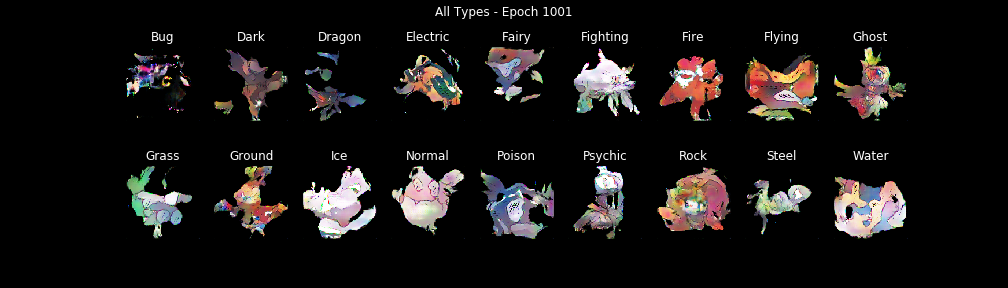 All Types - Epoch 1001
Bug Dark Dragon Electric Fairy Fighting Fire Flying Ghost
Grass Ground Ice Normal Poison Psychic Rock Steel Water